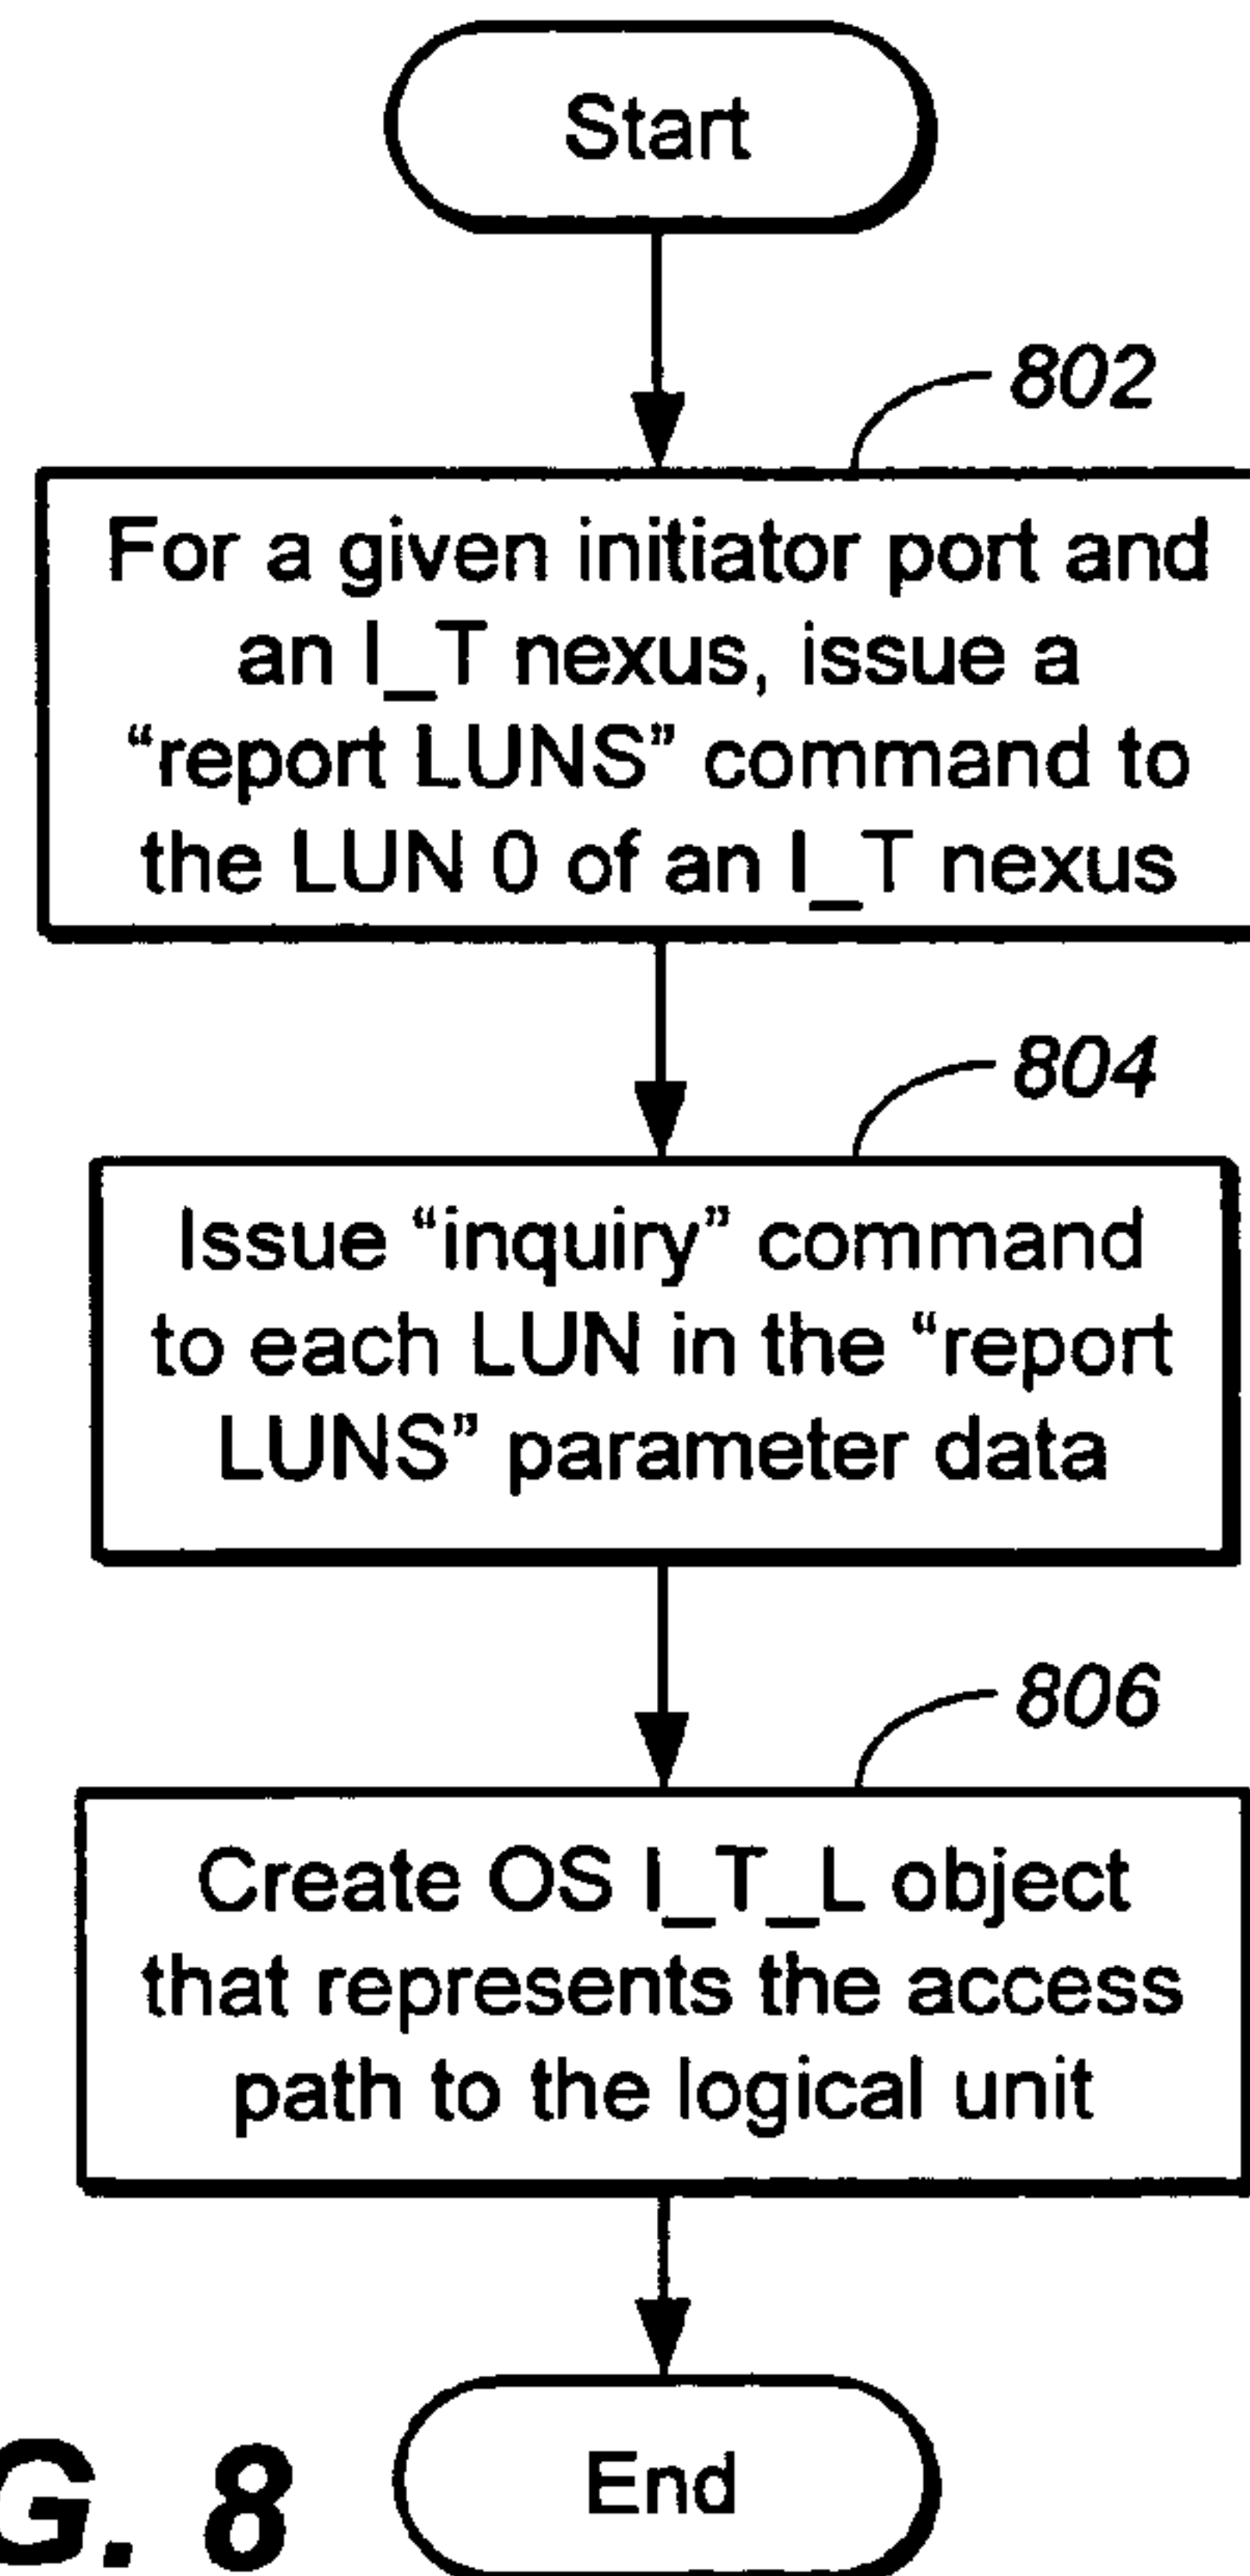 Start
802
For a given initiator port and
an I_T nexus, issue a
“report LUNS” command to
the LUN 0 of an I_T nexus
804
Issue “inquiry” command
to each LUN in the “report
LUNS” parameter data
806
Create OS I_T_L object
that represents the access
path to the logical unit
End
G. 8